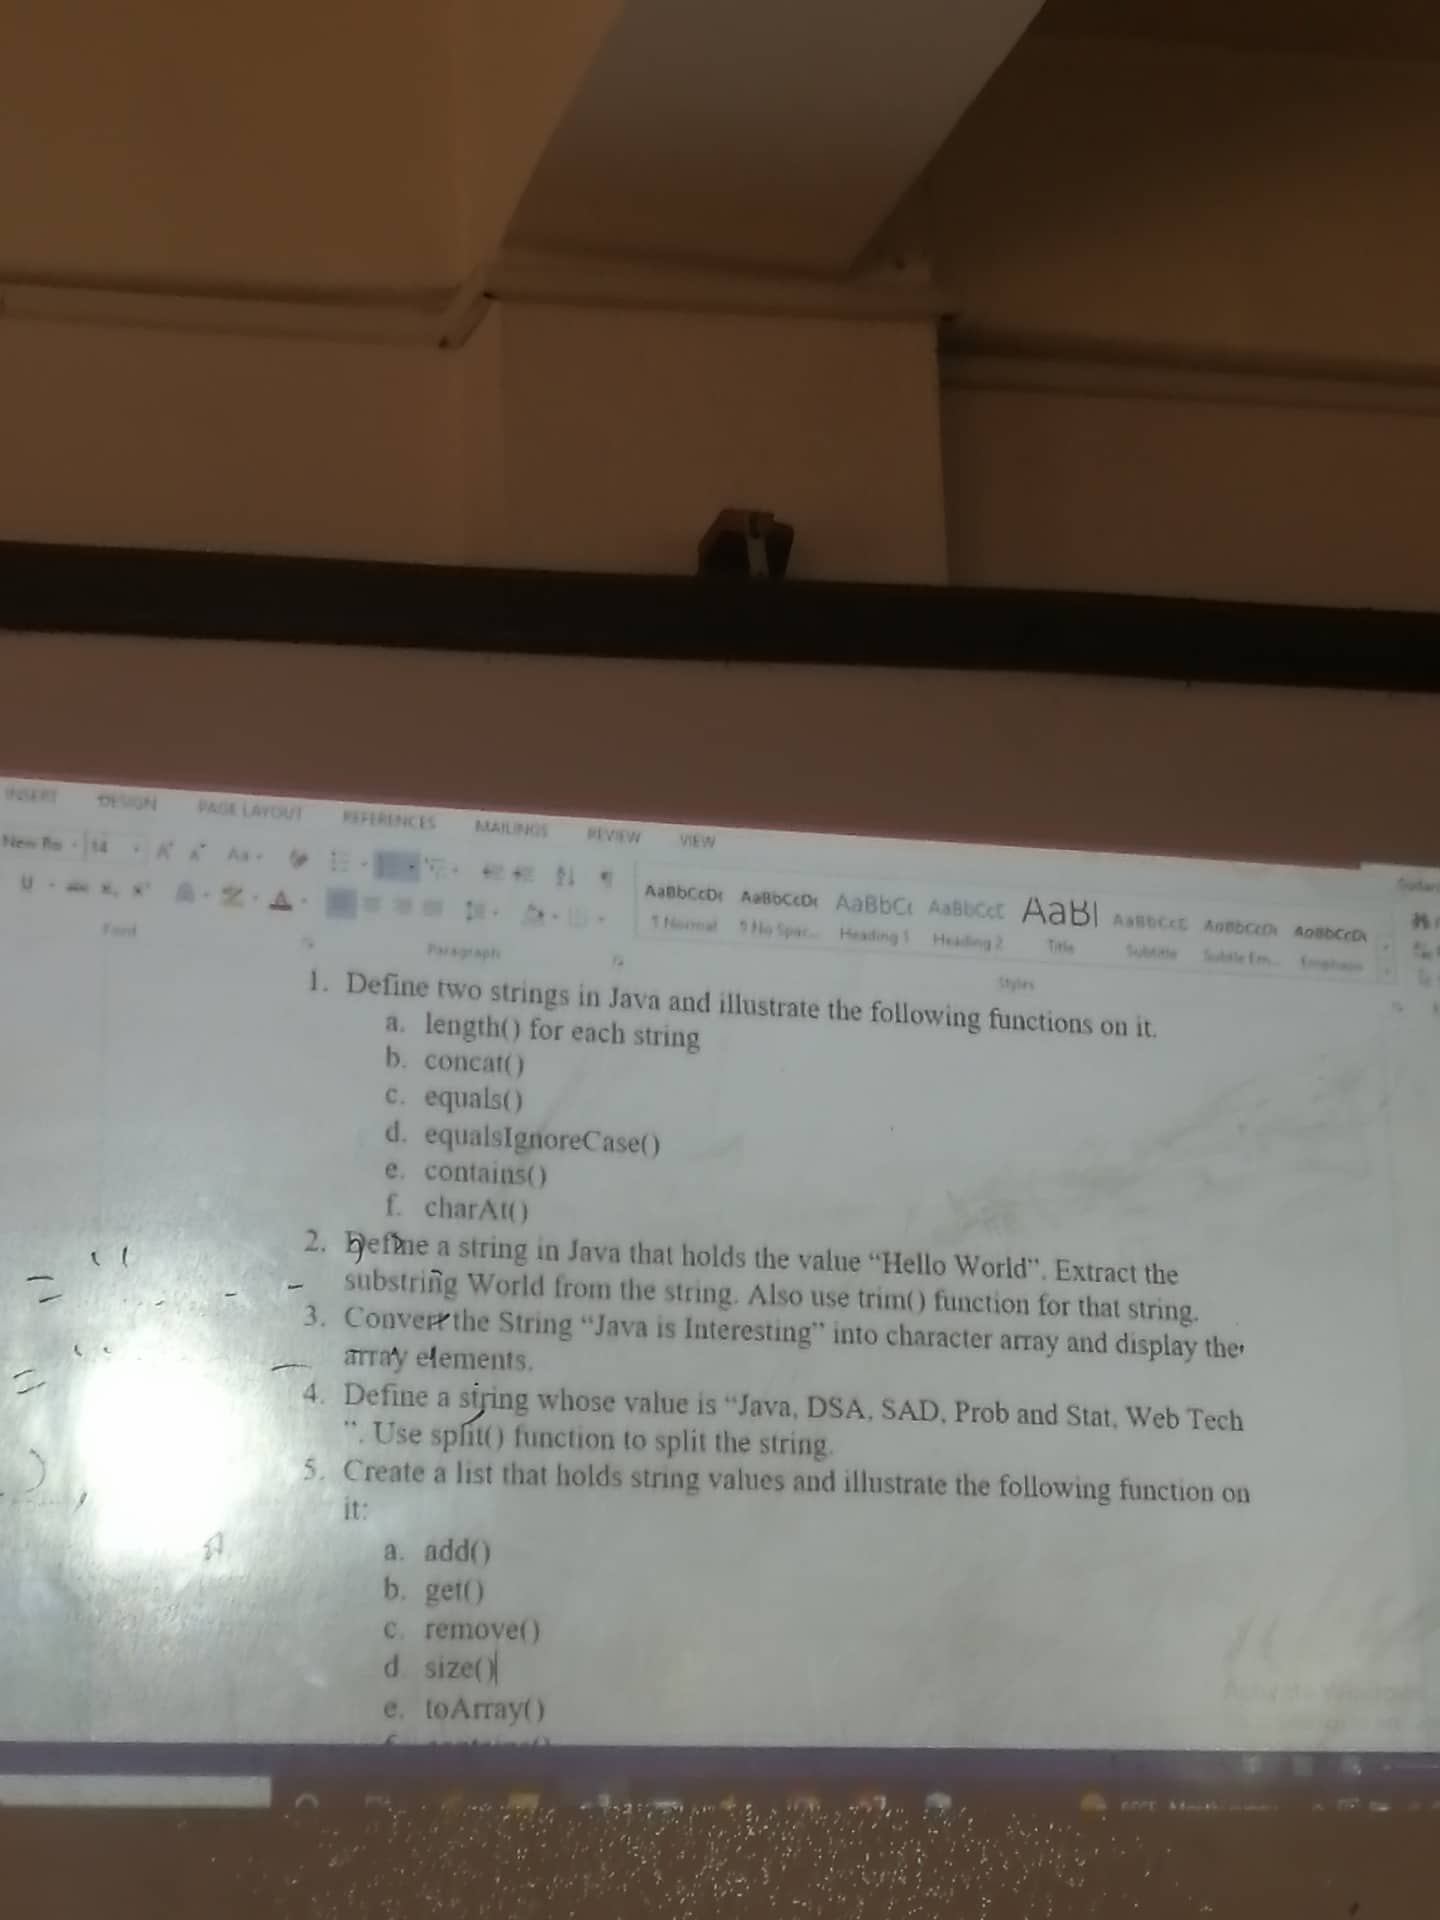 INSERT DESIGN PAGE LAYOUT REFERENCES MAILINGS REVIEW VIEW
14 Aa
AaBbCcDc AaBbCcDc AaBbCc AaBbCcC AaBl AaBbCcC AaBbCcDc AaBbCcDc
¶ Normal ¶ No Spac... Heading 1 Heading 2 Title Subtitle Subtle Em... Emphasis
Font Paragraph Styles
1. Define two strings in Java and illustrate the following functions on it.
a. length() for each string
b. concat()
c. equals()
d. equalsIgnoreCase()
e. contains()
f. charAt()
2. Define a string in Java that holds the value “Hello World”. Extract the
substring World from the string. Also use trim() function for that string.
3. Convert the String “Java is Interesting” into character array and display the
array elements.
4. Define a string whose value is “Java, DSA, SAD, Prob and Stat, Web Tech
”. Use split() function to split the string.
5. Create a list that holds string values and illustrate the following function on
it:
a. add()
b. get()
c. remove()
d. size()
e. toArray()